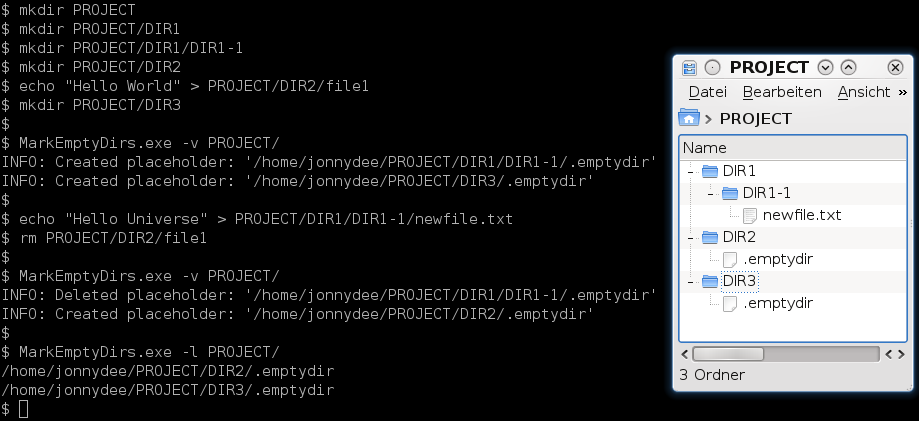 $ mkdir PROJECT
$ mkdir PROJECT/DIR1
$ mkdir PROJECT/DIR1/DIR1-1
$ mkdir PROJECT/DIR2
$ echo "Hello World" > PROJECT/DIR2/file1
$ mkdir PROJECT/DIR3
$
$ MarkEmptyDirs.exe -v PROJECT/
INFO: Created placeholder: '/home/jonnydee/PROJECT/DIR1/DIR1-1/.emptydir'
INFO: Created placeholder: '/home/jonnydee/PROJECT/DIR3/.emptydir'
$
$ echo "Hello Universe" > PROJECT/DIR1/DIR1-1/newfile.txt
$ rm PROJECT/DIR2/file1
$
$ MarkEmptyDirs.exe -v PROJECT/
INFO: Deleted placeholder: '/home/jonnydee/PROJECT/DIR1/DIR1-1/.emptydir'
INFO: Created placeholder: '/home/jonnydee/PROJECT/DIR2/.emptydir'
$
$ MarkEmptyDirs.exe -l PROJECT/
/home/jonnydee/PROJECT/DIR2/.emptydir
/home/jonnydee/PROJECT/DIR3/.emptydir
$
PROJECT
Datei Bearbeiten Ansicht »
PROJECT
Name
DIR1
DIR1-1
newfile.txt
DIR2
.emptydir
DIR3
.emptydir
3 Ordner